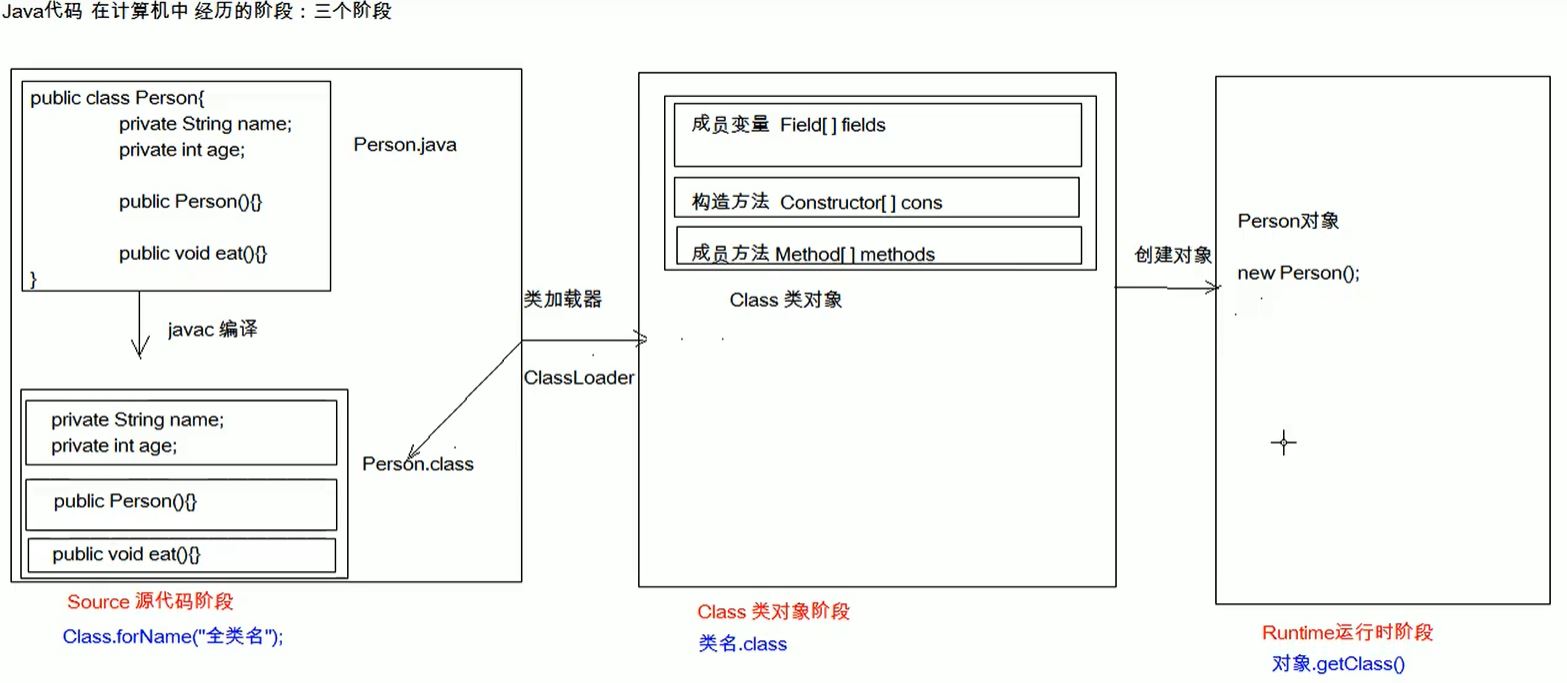 Java代码 在计算机中 经历的阶段：三个阶段
public class Person{
private String name;
private int age;
public Person(){}
public void eat(){}
}
Person.java
javac 编译
private String name;
private int age;
public Person(){}
public void eat(){}
Person.class
Source 源代码阶段
Class.forName("全类名");
类加载器
ClassLoader
成员变量 Field[ ] fields
构造方法 Constructor[ ] cons
成员方法 Method[ ] methods
Class 类对象
Class 类对象阶段
类名.class
创建对象
Person对象
new Person();
Runtime运行时阶段
对象.getClass()